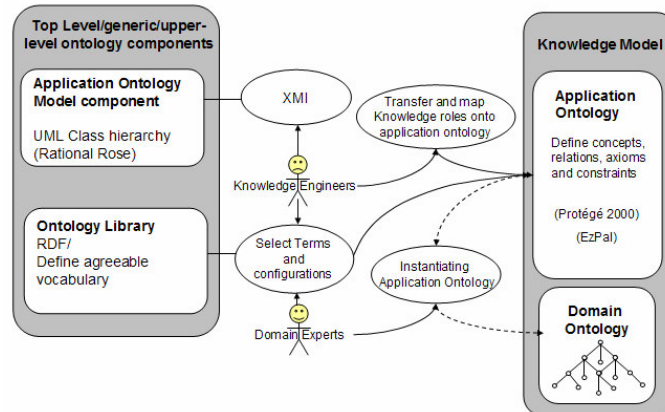 Top Level/generic/upper-
level ontology components
Application Ontology
Model component
UML Class hierarchy
(Rational Rose)
Ontology Library
RDF/
Define agreeable
vocabulary
XMI
Knowledge Engineers
Select Terms
and
configurations
Domain Experts
Transfer and map
Knowledge roles onto
application ontology
Instantiating
Application Ontology
Knowledge Model
Application
Ontology
Define concepts,
relations, axioms
and constraints
(Protégé 2000)
(EzPal)
Domain
Ontology